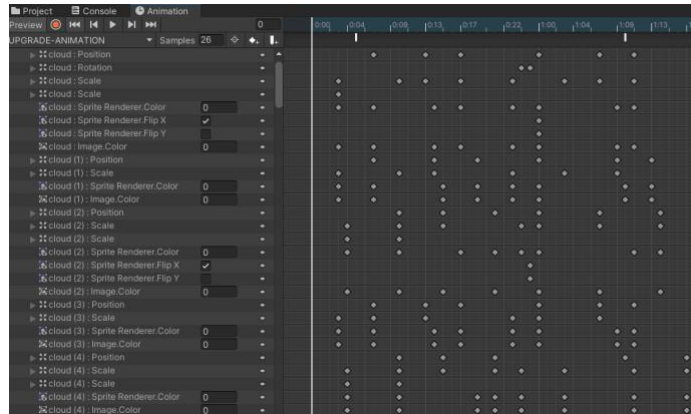 Project Console Animation
Preview 0 0:00 0:04 0:09 0:13 0:17 0:22 1:00 1:04 1:09 1:13
UPGRADE-ANIMATION Samples 26
cloud : Position
cloud : Rotation
cloud : Scale
cloud : Scale
cloud : Sprite Renderer.Color 0
cloud : Sprite Renderer.Flip X
cloud : Sprite Renderer.Flip Y
cloud : Image.Color 0
cloud (1) : Position
cloud (1) : Scale
cloud (1) : Sprite Renderer.Color 0
cloud (1) : Image.Color 0
cloud (2) : Position
cloud (2) : Scale
cloud (2) : Scale
cloud (2) : Sprite Renderer.Color 0
cloud (2) : Sprite Renderer.Flip X
cloud (2) : Sprite Renderer.Flip Y
cloud (2) : Image.Color 0
cloud (3) : Position
cloud (3) : Scale
cloud (3) : Sprite Renderer.Color 0
cloud (3) : Image.Color 0
cloud (4) : Position
cloud (4) : Scale
cloud (4) : Scale
cloud (4) : Sprite Renderer.Color 0
cloud (4) : Image.Color 0